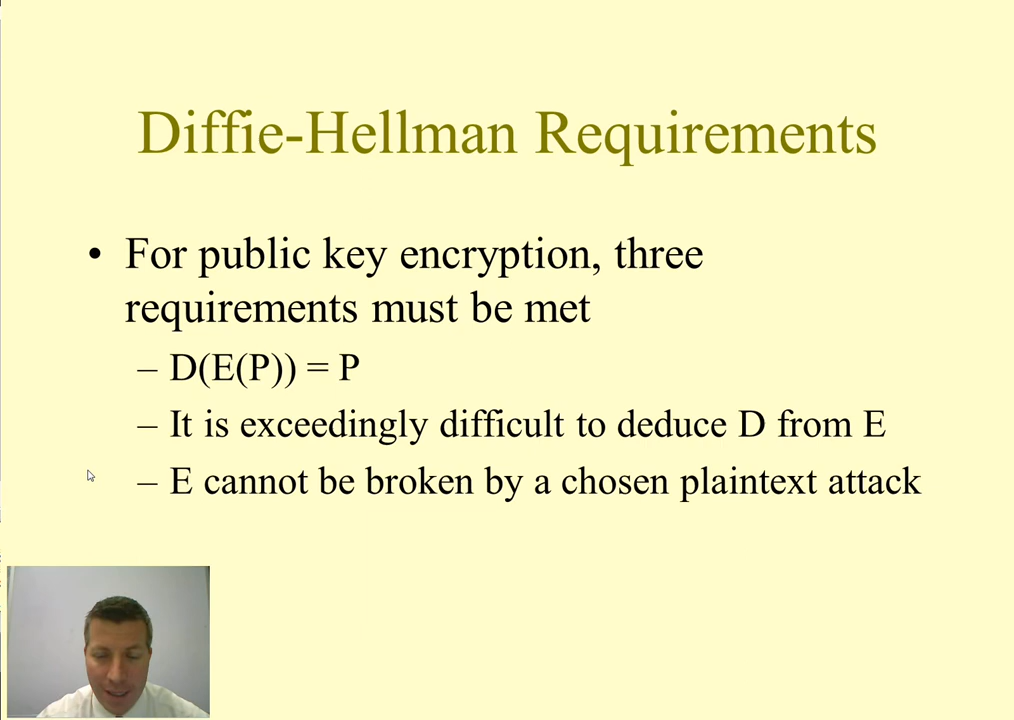 Diffie-Hellman Requirements
• For public key encryption, three
requirements must be met
– D(E(P)) = P
– It is exceedingly difficult to deduce D from E
– E cannot be broken by a chosen plaintext attack